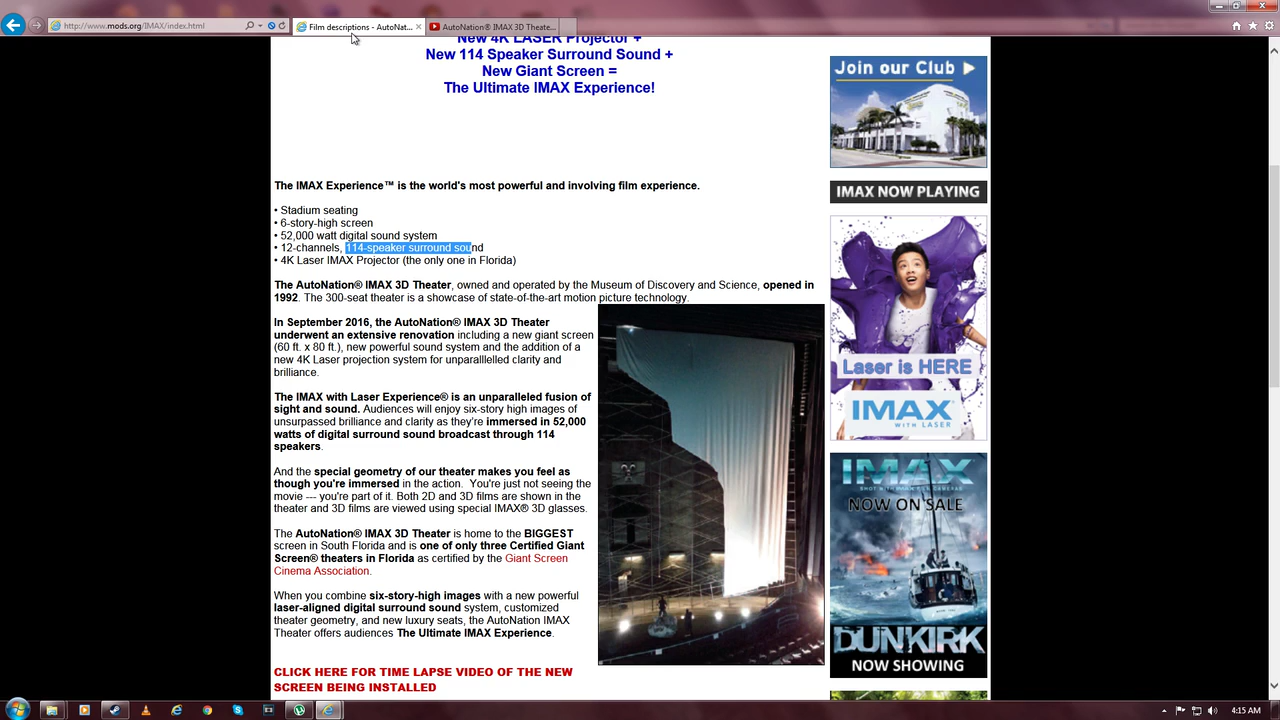 http://www.mods.org/IMAX/index.html
Film descriptions - AutoNat...
AutoNation® IMAX 3D Theate...
New 4K LASER Projector +
New 114 Speaker Surround Sound +
New Giant Screen =
The Ultimate IMAX Experience!
The IMAX Experience™ is the world's most powerful and involving film experience.
• Stadium seating
• 6-story-high screen
• 52,000 watt digital sound system
• 12-channels, 114-speaker surround sound
• 4K Laser IMAX Projector (the only one in Florida)
The AutoNation® IMAX 3D Theater, owned and operated by the Museum of Discovery and Science, opened in
1992. The 300-seat theater is a showcase of state-of-the-art motion picture technology.
In September 2016, the AutoNation® IMAX 3D Theater
underwent an extensive renovation including a new giant screen
(60 ft. x 80 ft.), new powerful sound system and the addition of a
new 4K Laser projection system for unparalllelled clarity and
brilliance.
The IMAX with Laser Experience® is an unparalleled fusion of
sight and sound. Audiences will enjoy six-story high images of
unsurpassed brilliance and clarity as they're immersed in 52,000
watts of digital surround sound broadcast through 114
speakers.
And the special geometry of our theater makes you feel as
though you're immersed in the action.  You're just not seeing the
movie --- you're part of it. Both 2D and 3D films are shown in the
theater and 3D films are viewed using special IMAX® 3D glasses.
The AutoNation® IMAX 3D Theater is home to the BIGGEST
screen in South Florida and is one of only three Certified Giant
Screen® theaters in Florida as certified by the Giant Screen
Cinema Association.
When you combine six-story-high images with a new powerful
laser-aligned digital surround sound system, customized
theater geometry, and new luxury seats, the AutoNation IMAX
Theater offers audiences The Ultimate IMAX Experience.
CLICK HERE FOR TIME LAPSE VIDEO OF THE NEW
SCREEN BEING INSTALLED
Join our Club
IMAX NOW PLAYING
Laser is HERE
IMAX
WITH LASER
IMAX
SHOT WITH IMAX CAMERAS
NOW ON SALE
DUNKIRK
NOW SHOWING
4:15 AM